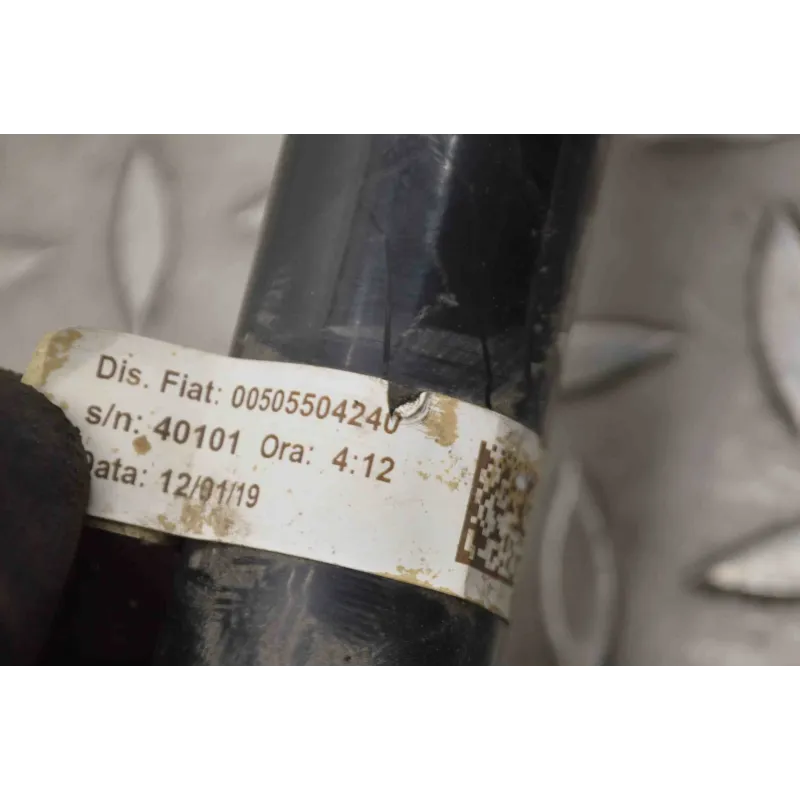 Dis. Fiat: 00505504240
s/n: 40101 Ora: 4:12
Data: 12/01/19